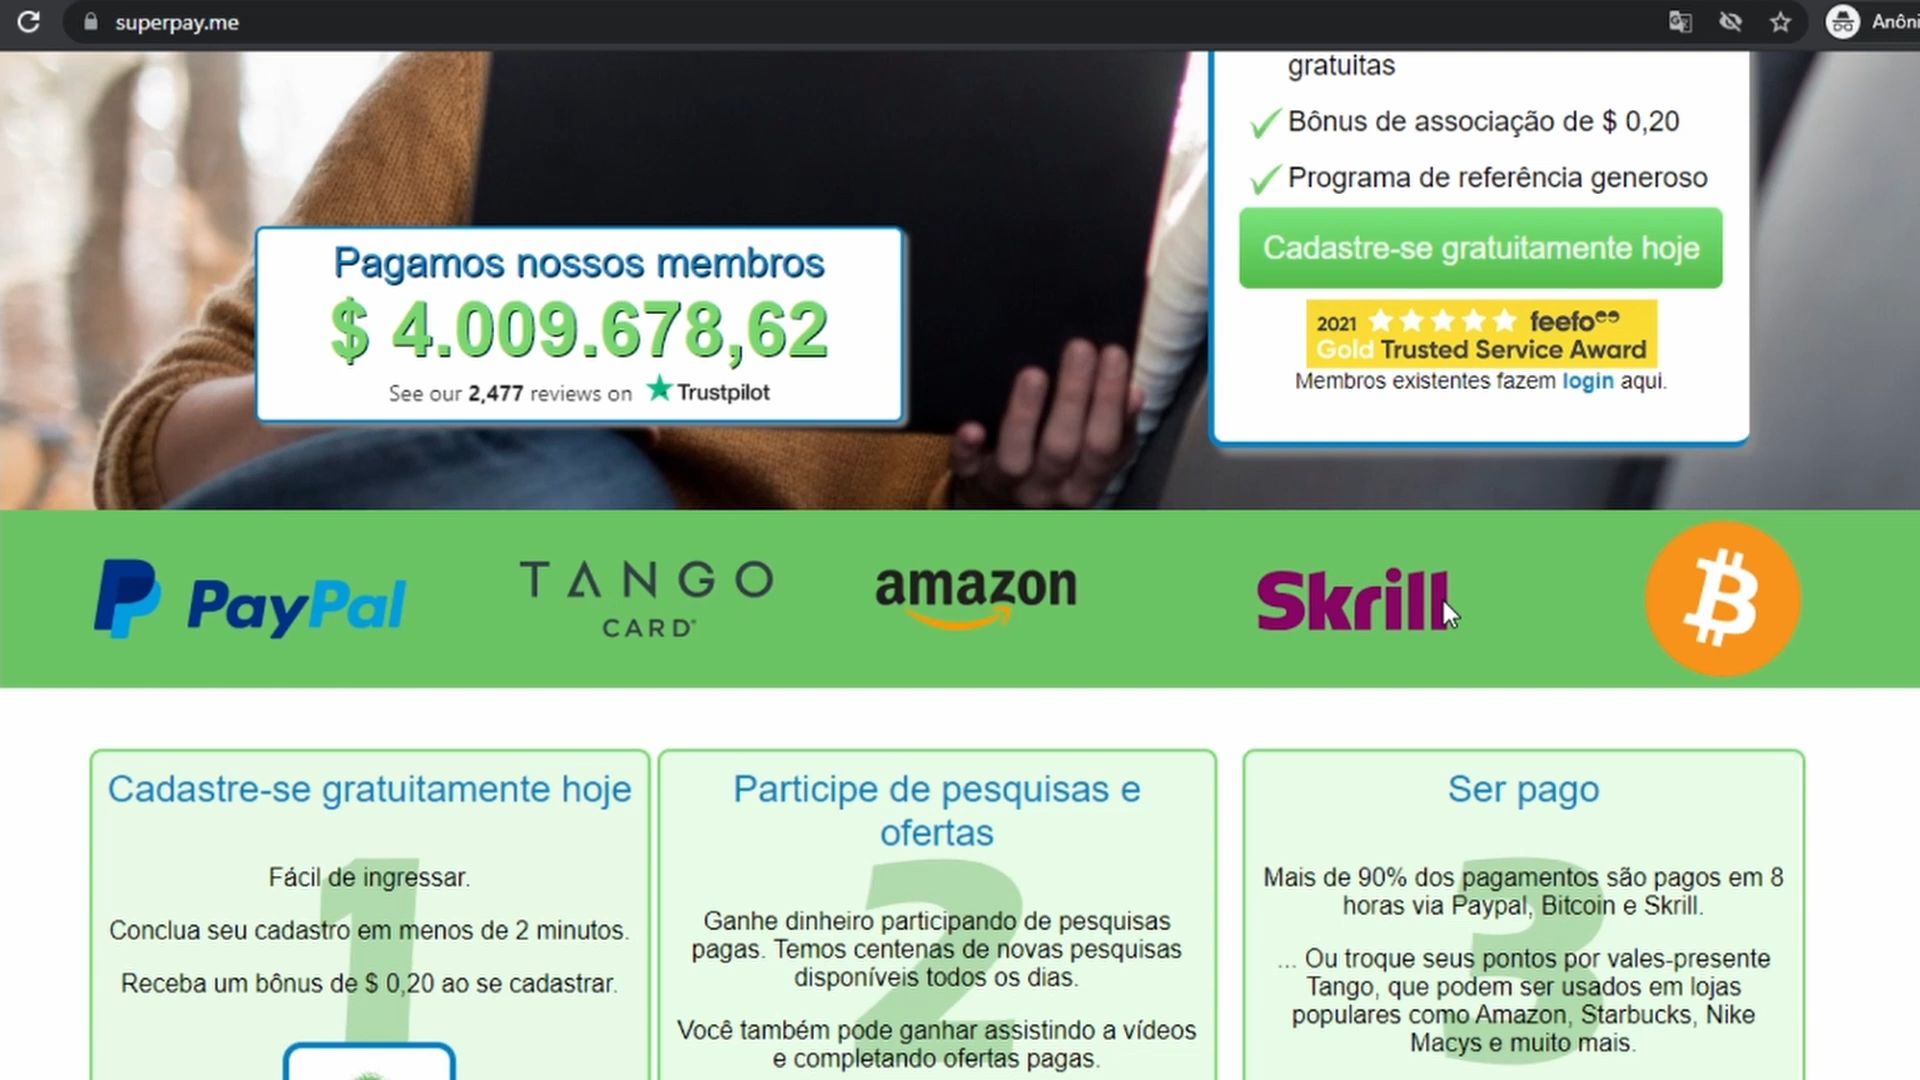 superpay.me
Anôni
gratuitas
Bônus de associação de $ 0,20
Programa de referência generoso
Cadastre-se gratuitamente hoje
2021 feefo
Gold Trusted Service Award
Membros existentes fazem login aqui.
Pagamos nossos membros
$ 4.009.678,62
See our 2,477 reviews on Trustpilot
PayPal
TANGO
CARD
amazon
Skrill
Cadastre-se gratuitamente hoje
1
Fácil de ingressar.
Conclua seu cadastro em menos de 2 minutos.
Receba um bônus de $ 0,20 ao se cadastrar.
Participe de pesquisas e
ofertas
2
Ganhe dinheiro participando de pesquisas
pagas. Temos centenas de novas pesquisas
disponíveis todos os dias.
Você também pode ganhar assistindo a vídeos
e completando ofertas pagas.
Ser pago
3
Mais de 90% dos pagamentos são pagos em 8
horas via Paypal, Bitcoin e Skrill.
... Ou troque seus pontos por vales-presente
Tango, que podem ser usados em lojas
populares como Amazon, Starbucks, Nike
Macys e muito mais.